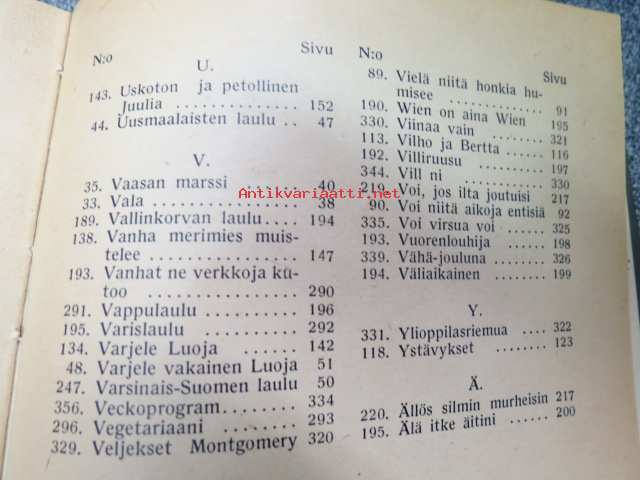 N:o Sivu
U.
143. Uskoton ja petollinen
Juulia .............. 152
44. Uusmaalaisten laulu .. 47
V.
35. Vaasan marssi ........ 40
33. Vala ................ 38
189. Vallinkorvan laulu .... 194
138. Vanha merimies muis-
telee .............. 147
193. Vanhat ne verkkoja ku-
too ................ 290
291. Vappulaulu .......... 196
195. Varislaulu .......... 292
134. Varjele Luoja ........ 142
48. Varjele vakainen Luoja 51
247. Varsinais-Suomen laulu 50
356. Veckoprogram........ 334
296. Vegetariaani ........ 293
329. Veljekset Montgomery 320
N:o Sivu
89. Vielä niitä honkia hu-
misee ............ 91
190. Wien on aina Wien 195
330. Viinaa vain .......... 321
113. Vilho ja Bertta ...... 116
192. Villiruusu .......... 197
344. Vill ni .............. 330
219. Voi, jos ilta joutuisi 217
90. Voi niitä aikoja entisiä 92
335. Voi virsua voi ...... 325
193. Vuorenlouhija ...... 198
339. Vähä-jouluna ........ 326
194. Väliaikainen ........ 199
Y.
331. Ylioppilasriemua .... 322
118. Ystävykset ........ 123
Ä.
220. Ällös silmin murheisin 217
195. Älä itke äitini ...... 200
Antikvariaatti.net